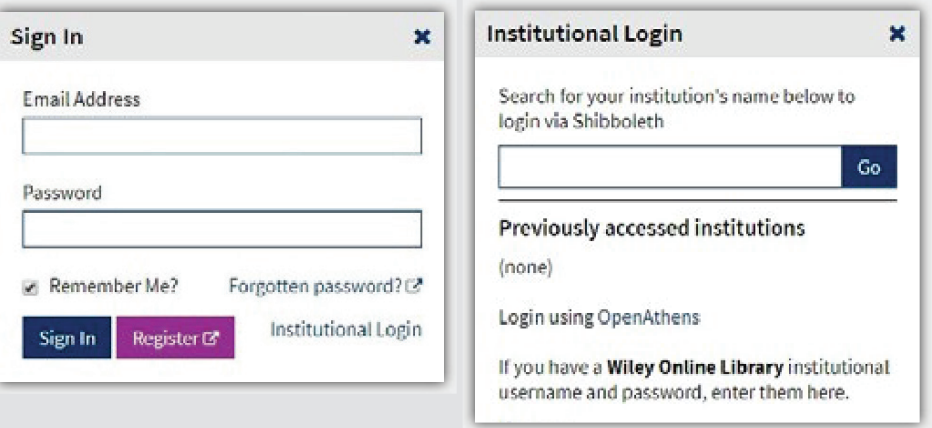 Sign In
Email Address
Password
Remember Me?
Forgotten password?
Sign In
Register
Institutional Login
Institutional Login
Search for your institution's name below to
login via Shibboleth
Go
Previously accessed institutions
(none)
Login using OpenAthens
If you have a Wiley Online Library institutional
username and password, enter them here.